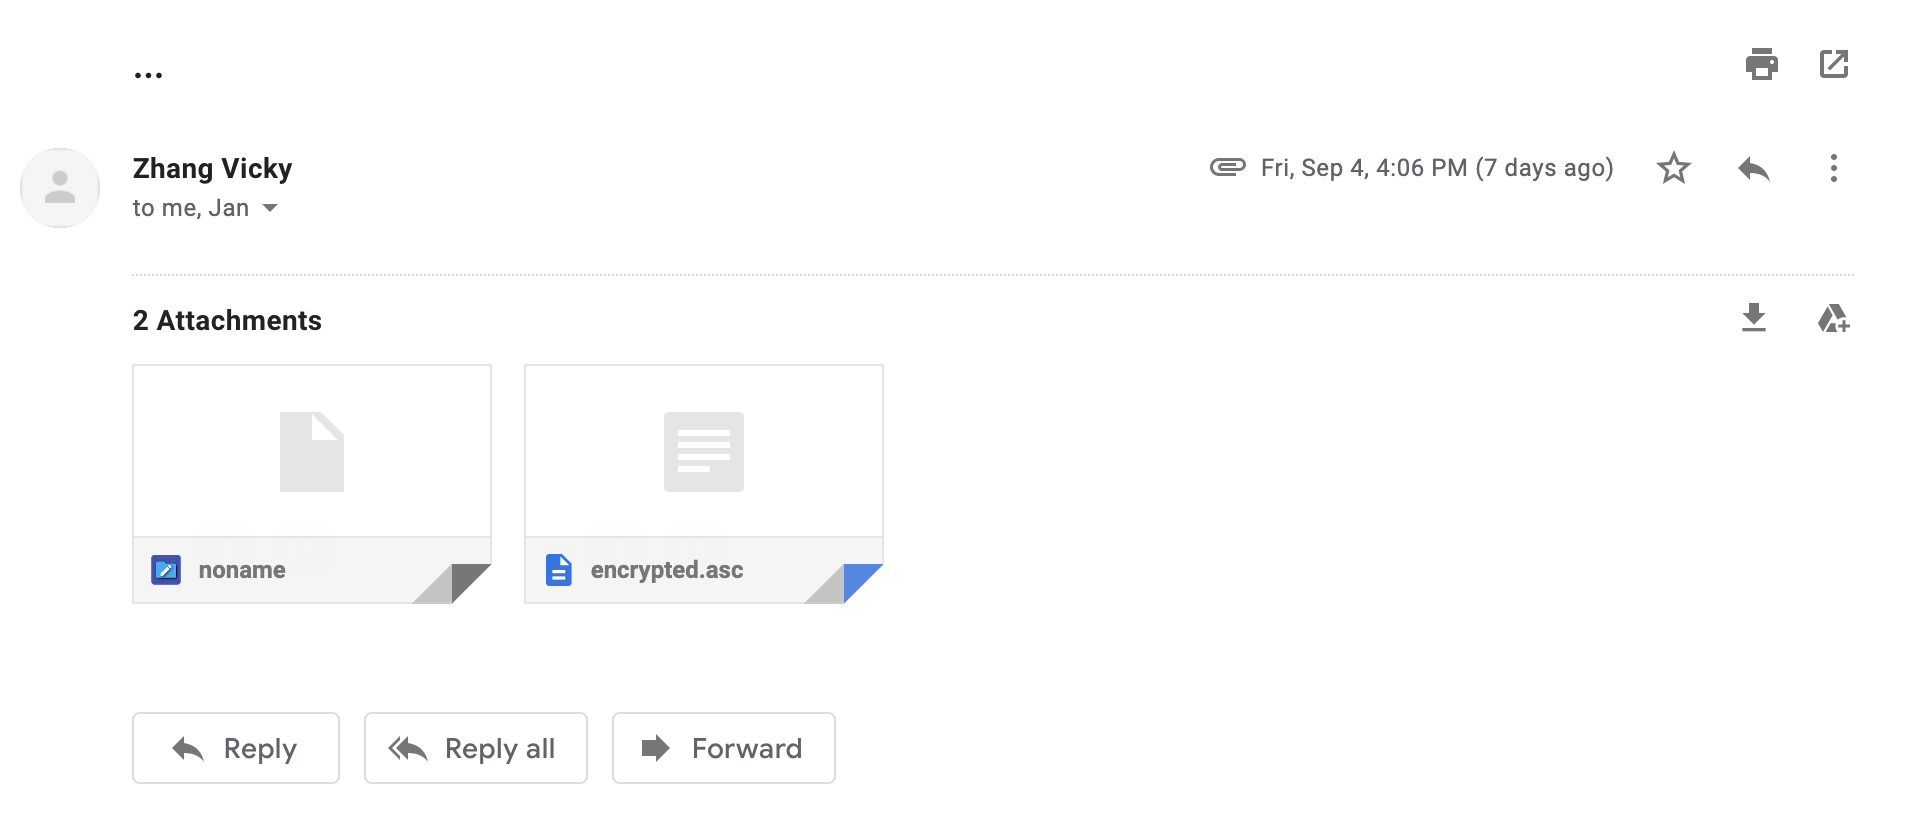 ...
Zhang Vicky
Fri, Sep 4, 4:06 PM (7 days ago)
to me, Jan
2 Attachments
noname
encrypted.asc
Reply
Reply all
Forward